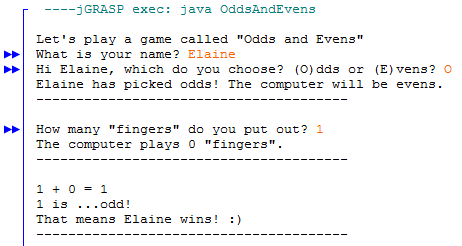 ----jGRASP exec: java OddsAndEvens
Let's play a game called "Odds and Evens"
What is your name? Elaine
Hi Elaine, which do you choose? (O)dds or (E)vens? O
Elaine has picked odds! The computer will be evens.
---------------------------------------
How many "fingers" do you put out? 1
The computer plays 0 "fingers".
---------------------------------------
1 + 0 = 1
1 is ...odd!
That means Elaine wins! :)
---------------------------------------